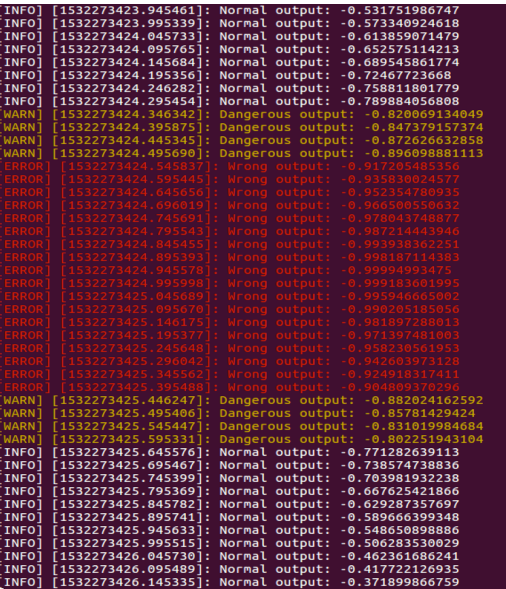 [INFO] [1532273423.945461]: Normal output: -0.531751986747
[INFO] [1532273423.995339]: Normal output: -0.573340924618
[INFO] [1532273424.045733]: Normal output: -0.613859071479
[INFO] [1532273424.095765]: Normal output: -0.652575114213
[INFO] [1532273424.145684]: Normal output: -0.689545861774
[INFO] [1532273424.195356]: Normal output: -0.72467723668
[INFO] [1532273424.246282]: Normal output: -0.758811801779
[INFO] [1532273424.295454]: Normal output: -0.789884056808
[WARN] [1532273424.346342]: Dangerous output: -0.820069134049
[WARN] [1532273424.395875]: Dangerous output: -0.847379157374
[WARN] [1532273424.445345]: Dangerous output: -0.872626632858
[WARN] [1532273424.495690]: Dangerous output: -0.896098881113
[ERROR] [1532273424.545837]: Wrong output: -0.917205485356
[ERROR] [1532273424.595445]: Wrong output: -0.935830024577
[ERROR] [1532273424.645656]: Wrong output: -0.952354780935
[ERROR] [1532273424.696019]: Wrong output: -0.966500550632
[ERROR] [1532273424.745691]: Wrong output: -0.978043748877
[ERROR] [1532273424.795543]: Wrong output: -0.987214443946
[ERROR] [1532273424.845455]: Wrong output: -0.993938362251
[ERROR] [1532273424.895393]: Wrong output: -0.998187114383
[ERROR] [1532273424.945578]: Wrong output: -0.99994993475
[ERROR] [1532273424.995998]: Wrong output: -0.999183601995
[ERROR] [1532273425.045689]: Wrong output: -0.995946665002
[ERROR] [1532273425.095670]: Wrong output: -0.990205185056
[ERROR] [1532273425.146175]: Wrong output: -0.981897288013
[ERROR] [1532273425.195377]: Wrong output: -0.971397481003
[ERROR] [1532273425.245648]: Wrong output: -0.958230561953
[ERROR] [1532273425.296042]: Wrong output: -0.942603973128
[ERROR] [1532273425.345562]: Wrong output: -0.924918317411
[ERROR] [1532273425.395488]: Wrong output: -0.904809370296
[WARN] [1532273425.446247]: Dangerous output: -0.882024162592
[WARN] [1532273425.495406]: Dangerous output: -0.85781429424
[WARN] [1532273425.545447]: Dangerous output: -0.831019984684
[WARN] [1532273425.595331]: Dangerous output: -0.802251943104
[INFO] [1532273425.645576]: Normal output: -0.771282639113
[INFO] [1532273425.695467]: Normal output: -0.738574738836
[INFO] [1532273425.745399]: Normal output: -0.703981932238
[INFO] [1532273425.795369]: Normal output: -0.667625421866
[INFO] [1532273425.845782]: Normal output: -0.629287357697
[INFO] [1532273425.895741]: Normal output: -0.589666399348
[INFO] [1532273425.945633]: Normal output: -0.548650898886
[INFO] [1532273425.995515]: Normal output: -0.506283530029
[INFO] [1532273426.045730]: Normal output: -0.462361686241
[INFO] [1532273426.095489]: Normal output: -0.417722126935
[INFO] [1532273426.145335]: Normal output: -0.371899866759